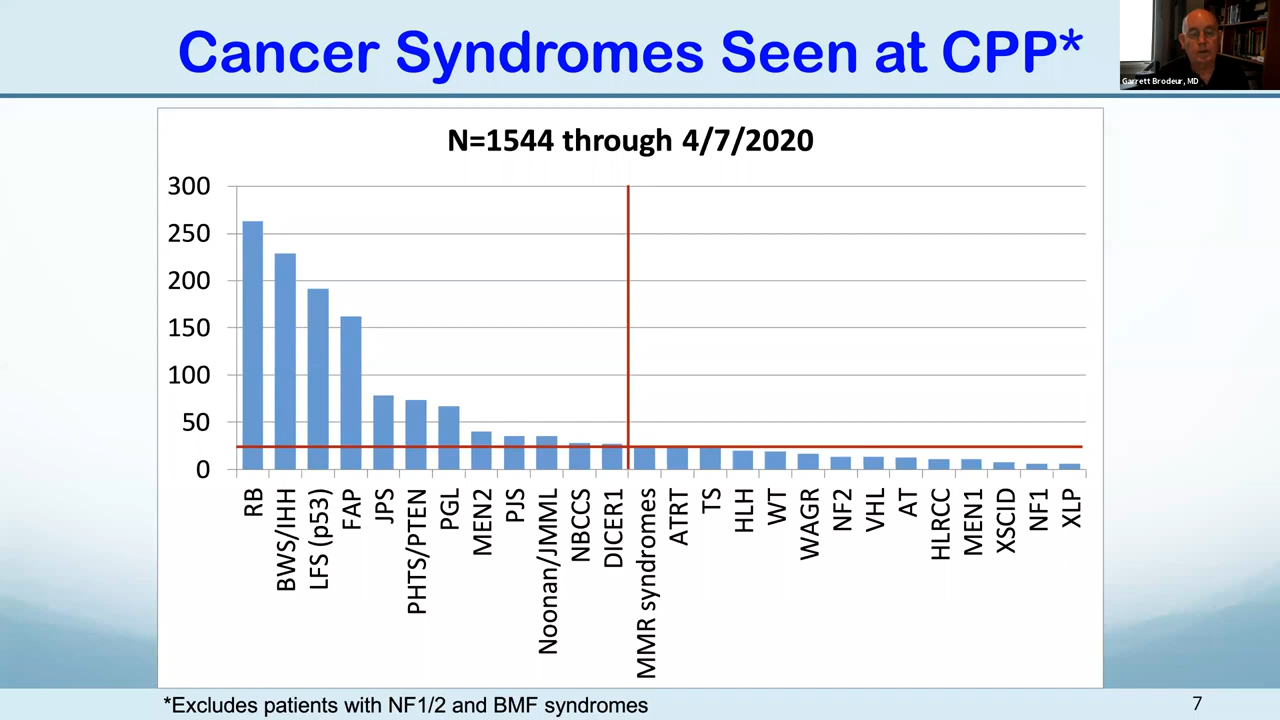 Cancer Syndromes Seen at CPP*
Garrett Brodeur, MD
N=1544 through 4/7/2020
300
250
200
150
100
50
0
RB
BWS/IHH
LFS (p53)
FAP
JPS
PHTS/PTEN
PGL
MEN2
PJS
Noonan/JMML
NBCCS
DICER1
MMR syndromes
ATRT
TS
HLH
WT
WAGR
NF2
VHL
AT
HLRCC
MEN1
XSCID
NF1
XLP
*Excludes patients with NF1/2 and BMF syndromes
7